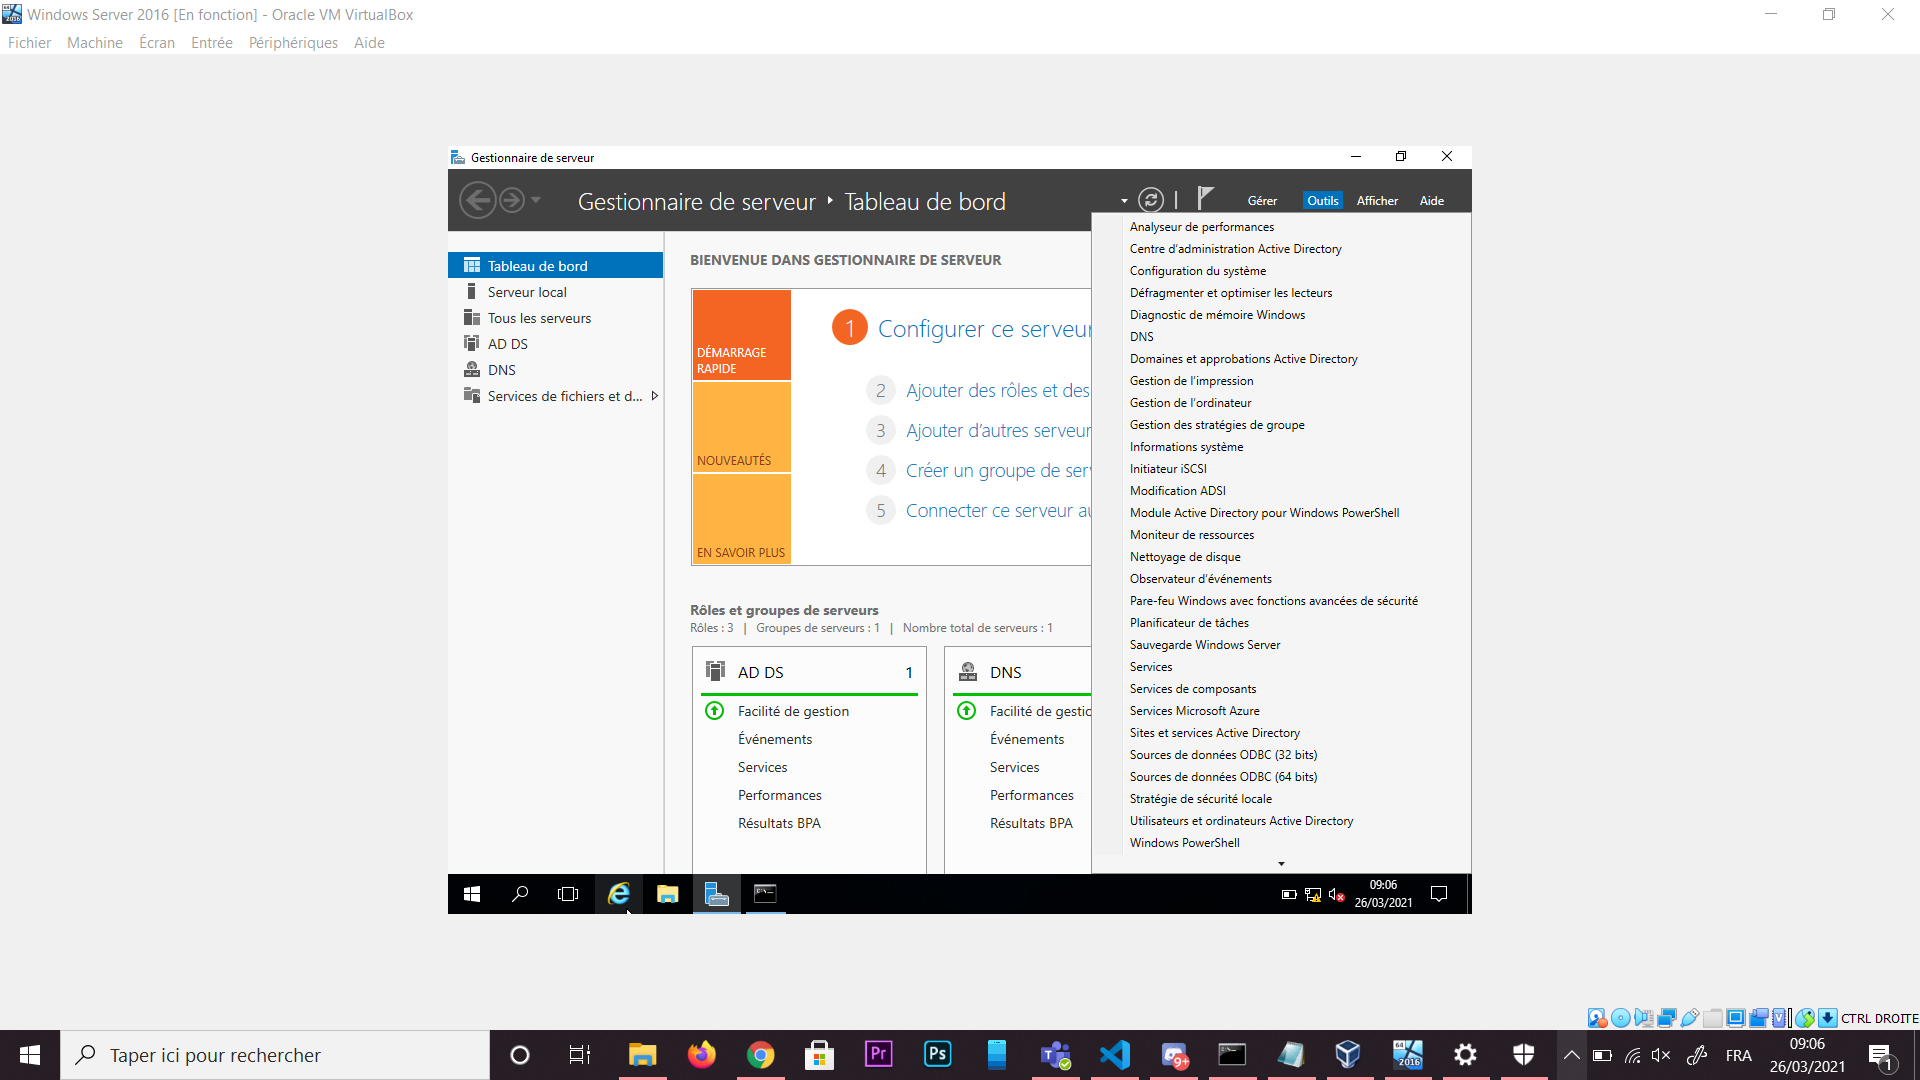 Windows Server 2016 [En fonction] - Oracle VM VirtualBox
Fichier Machine Écran Entrée Périphériques Aide
Gestionnaire de serveur
Gestionnaire de serveur Tableau de bord
Gérer Outils Afficher Aide
Tableau de bord
Serveur local
Tous les serveurs
AD DS
DNS
Services de fichiers et d...
BIENVENUE DANS GESTIONNAIRE DE SERVEUR
DÉMARRAGE
RAPIDE
NOUVEAUTÉS
EN SAVOIR PLUS
1 Configurer ce serveur
2 Ajouter des rôles et des
3 Ajouter d'autres serveur
4 Créer un groupe de ser
5 Connecter ce serveur au
Rôles et groupes de serveurs
Rôles : 3 | Groupes de serveurs : 1 | Nombre total de serveurs : 1
AD DS 1
Facilité de gestion
Événements
Services
Performances
Résultats BPA
DNS
Facilité de gestic
Événements
Services
Performances
Résultats BPA
Analyseur de performances
Centre d'administration Active Directory
Configuration du système
Défragmenter et optimiser les lecteurs
Diagnostic de mémoire Windows
DNS
Domaines et approbations Active Directory
Gestion de l'impression
Gestion de l'ordinateur
Gestion des stratégies de groupe
Informations système
Initiateur iSCSI
Modification ADSI
Module Active Directory pour Windows PowerShell
Moniteur de ressources
Nettoyage de disque
Observateur d'événements
Pare-feu Windows avec fonctions avancées de sécurité
Planificateur de tâches
Sauvegarde Windows Server
Services
Services de composants
Services Microsoft Azure
Sites et services Active Directory
Sources de données ODBC (32 bits)
Sources de données ODBC (64 bits)
Stratégie de sécurité locale
Utilisateurs et ordinateurs Active Directory
Windows PowerShell
09:06
26/03/2021
CTRL DROITE
Taper ici pour rechercher
Pr
Ps
9+
64
2016
FRA
09:06
26/03/2021
1